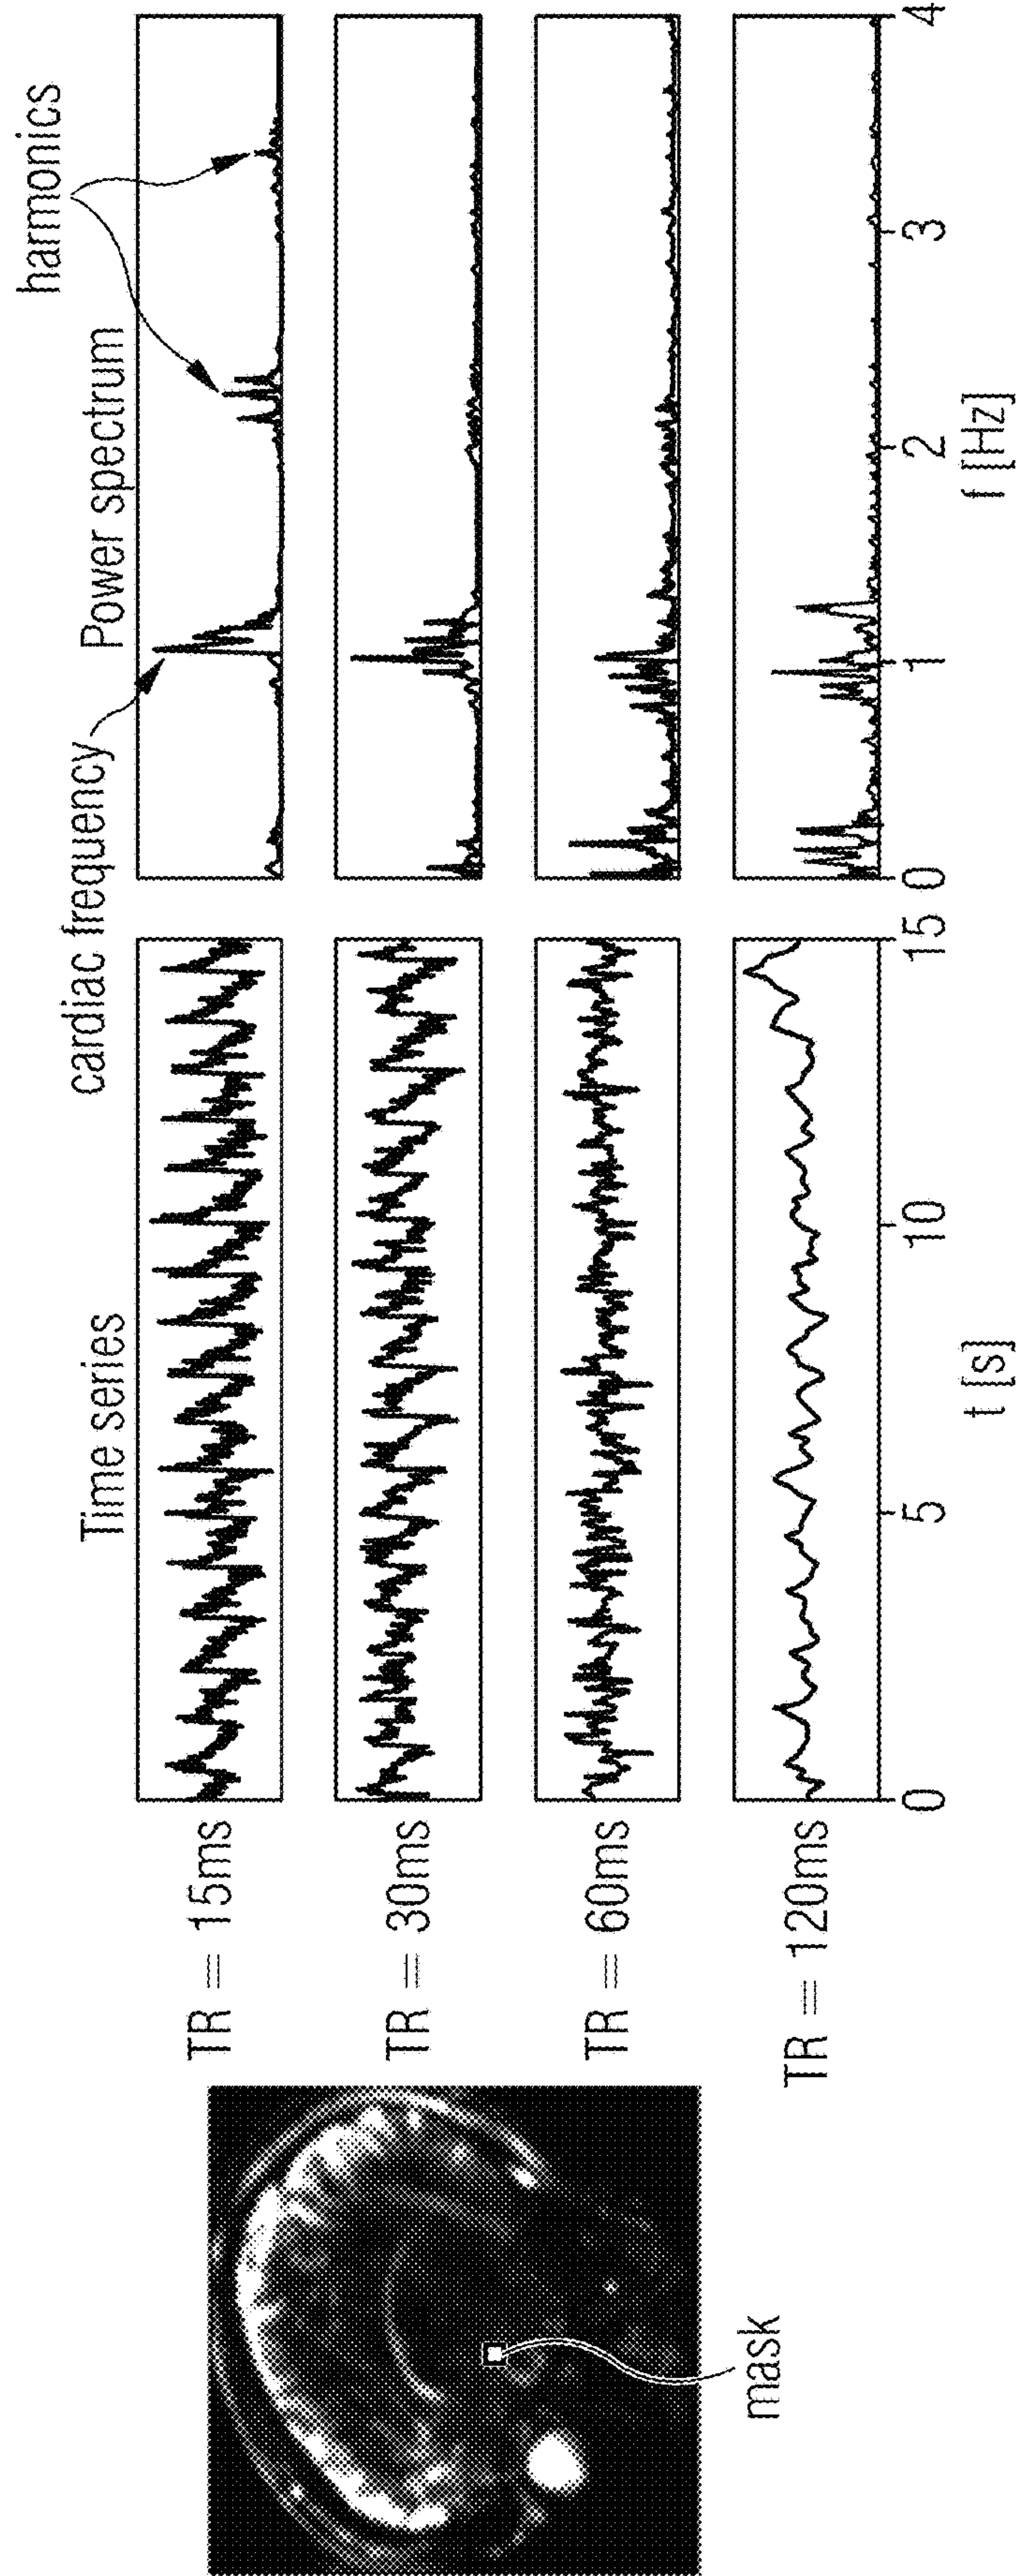 harmonics
Time series
Power spectrum
cardiac frequency
TR = 15ms
TR = 30ms
TR = 60ms
TR = 120ms
mask
0
5
10
15
0
1
2
3
4
t [s]
f [Hz]